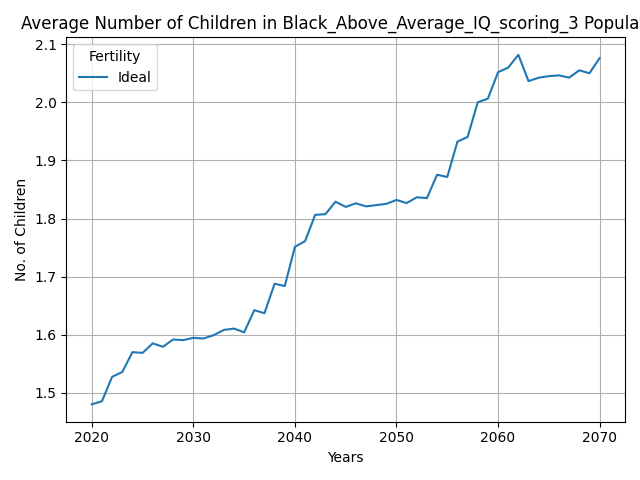 Average Number of Children in Black_Above_Average_IQ_scoring_3 Popula
Fertility
Ideal
No. of Children
2.1
2.0
1.9
1.8
1.7
1.6
1.5
2020 2030 2040 2050 2060 2070
Years